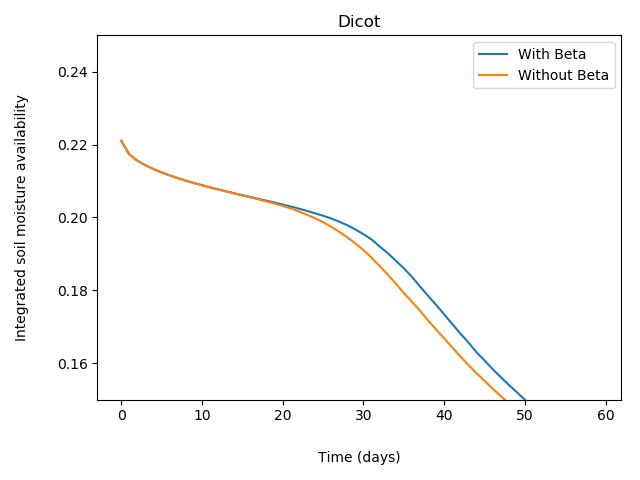 Dicot
With Beta
Without Beta
Integrated soil moisture availability
0.24
0.22
0.20
0.18
0.16
0 10 20 30 40 50 60
Time (days)